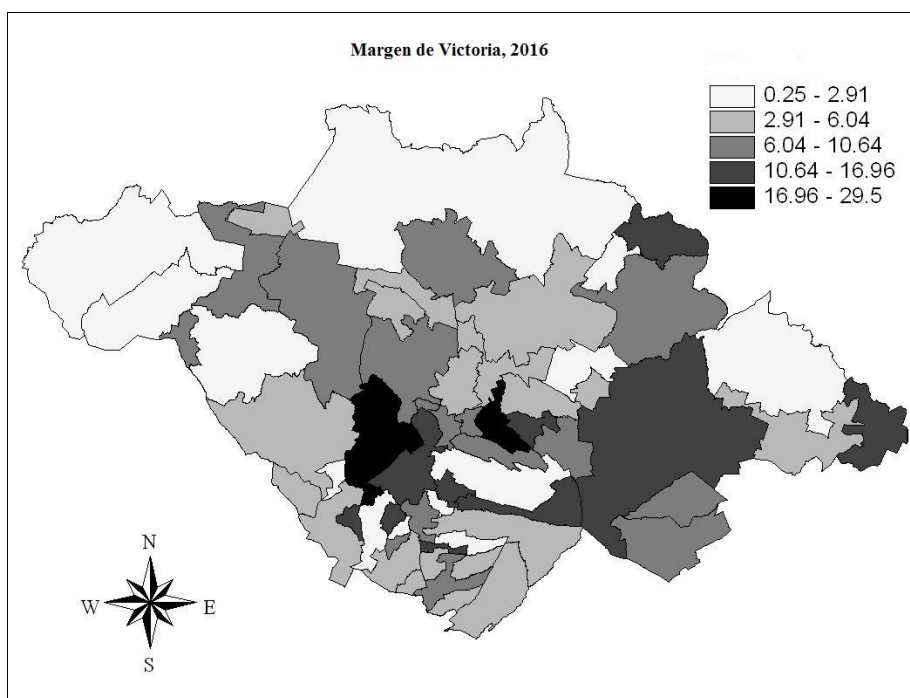 Margen de Victoria, 2016
0.25 - 2.91
2.91 - 6.04
6.04 - 10.64
10.64 - 16.96
16.96 - 29.5
N
W E
S